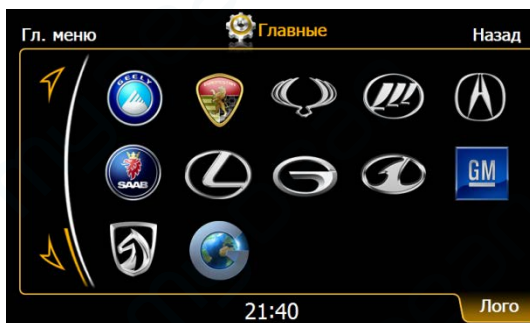 Гл. меню
Главные
Назад
GEELY
SAAB
GM
21:40
Лого